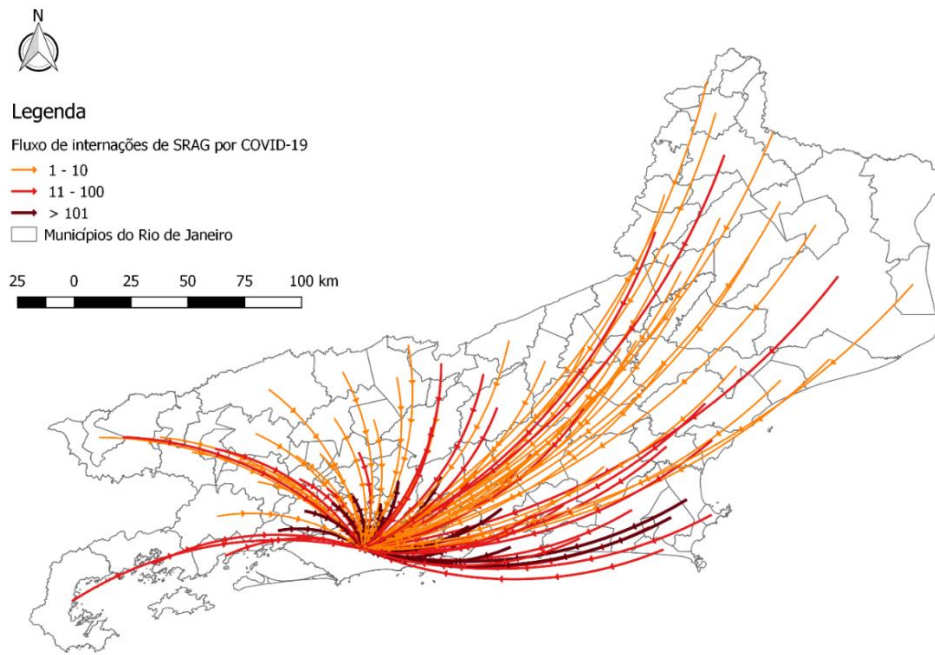 N
Legenda
Fluxo de internações de SRAG por COVID-19
1 - 10
11 - 100
> 101
Municípios do Rio de Janeiro
25 0 25 50 75 100 km